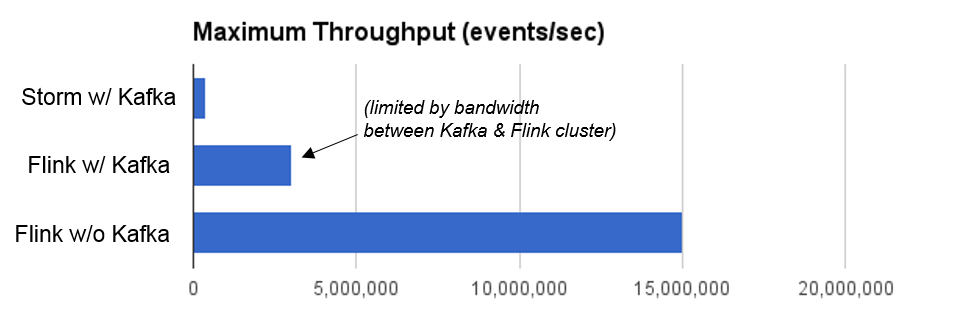 Maximum Throughput (events/sec)
Storm w/ Kafka
(limited by bandwidth
between Kafka & Flink cluster)
Flink w/ Kafka
Flink w/o Kafka
0
5,000,000
10,000,000
15,000,000
20,000,000